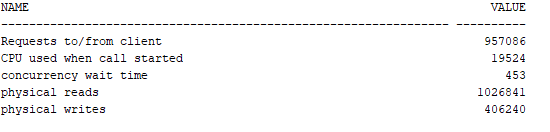 NAME VALUE
---------------------------------------------------------------- ----------
Requests to/from client 957086
CPU used when call started 19524
concurrency wait time 453
physical reads 1026841
physical writes 406240